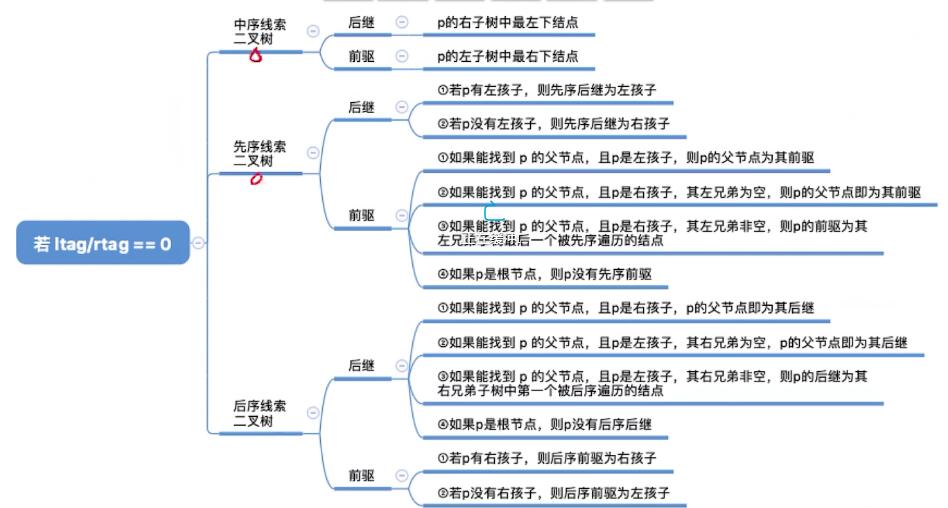 若 ltag/rtag == 0
中序线索
二叉树
后继
p的右子树中最左下结点
前驱
p的左子树中最右下结点
先序线索
二叉树
后继
①若p有左孩子，则先序后继为左孩子
②若p没有左孩子，则先序后继为右孩子
前驱
①如果能找到 p 的父节点，且p是左孩子，则p的父节点为其前驱
②如果能找到 p 的父节点，且p是右孩子，其左兄弟为空，则p的父节点即为其前驱
③如果能找到 p 的父节点，且p是右孩子，其左兄弟非空，则p的前驱为其
左兄弟子树中最后一个被先序遍历的结点
④如果p是根节点，则p没有先序前驱
后序线索
二叉树
后继
①如果能找到 p 的父节点，且p是右孩子，p的父节点即为其后继
②如果能找到 p 的父节点，且p是左孩子，其右兄弟为空，p的父节点即为其后继
③如果能找到 p 的父节点，且p是左孩子，其右兄弟非空，则p的后继为其
右兄弟子树中第一个被后序遍历的结点
④如果p是根节点，则p没有后序后继
前驱
①若p有右孩子，则后序前驱为右孩子
②若p没有右孩子，则后序前驱为左孩子